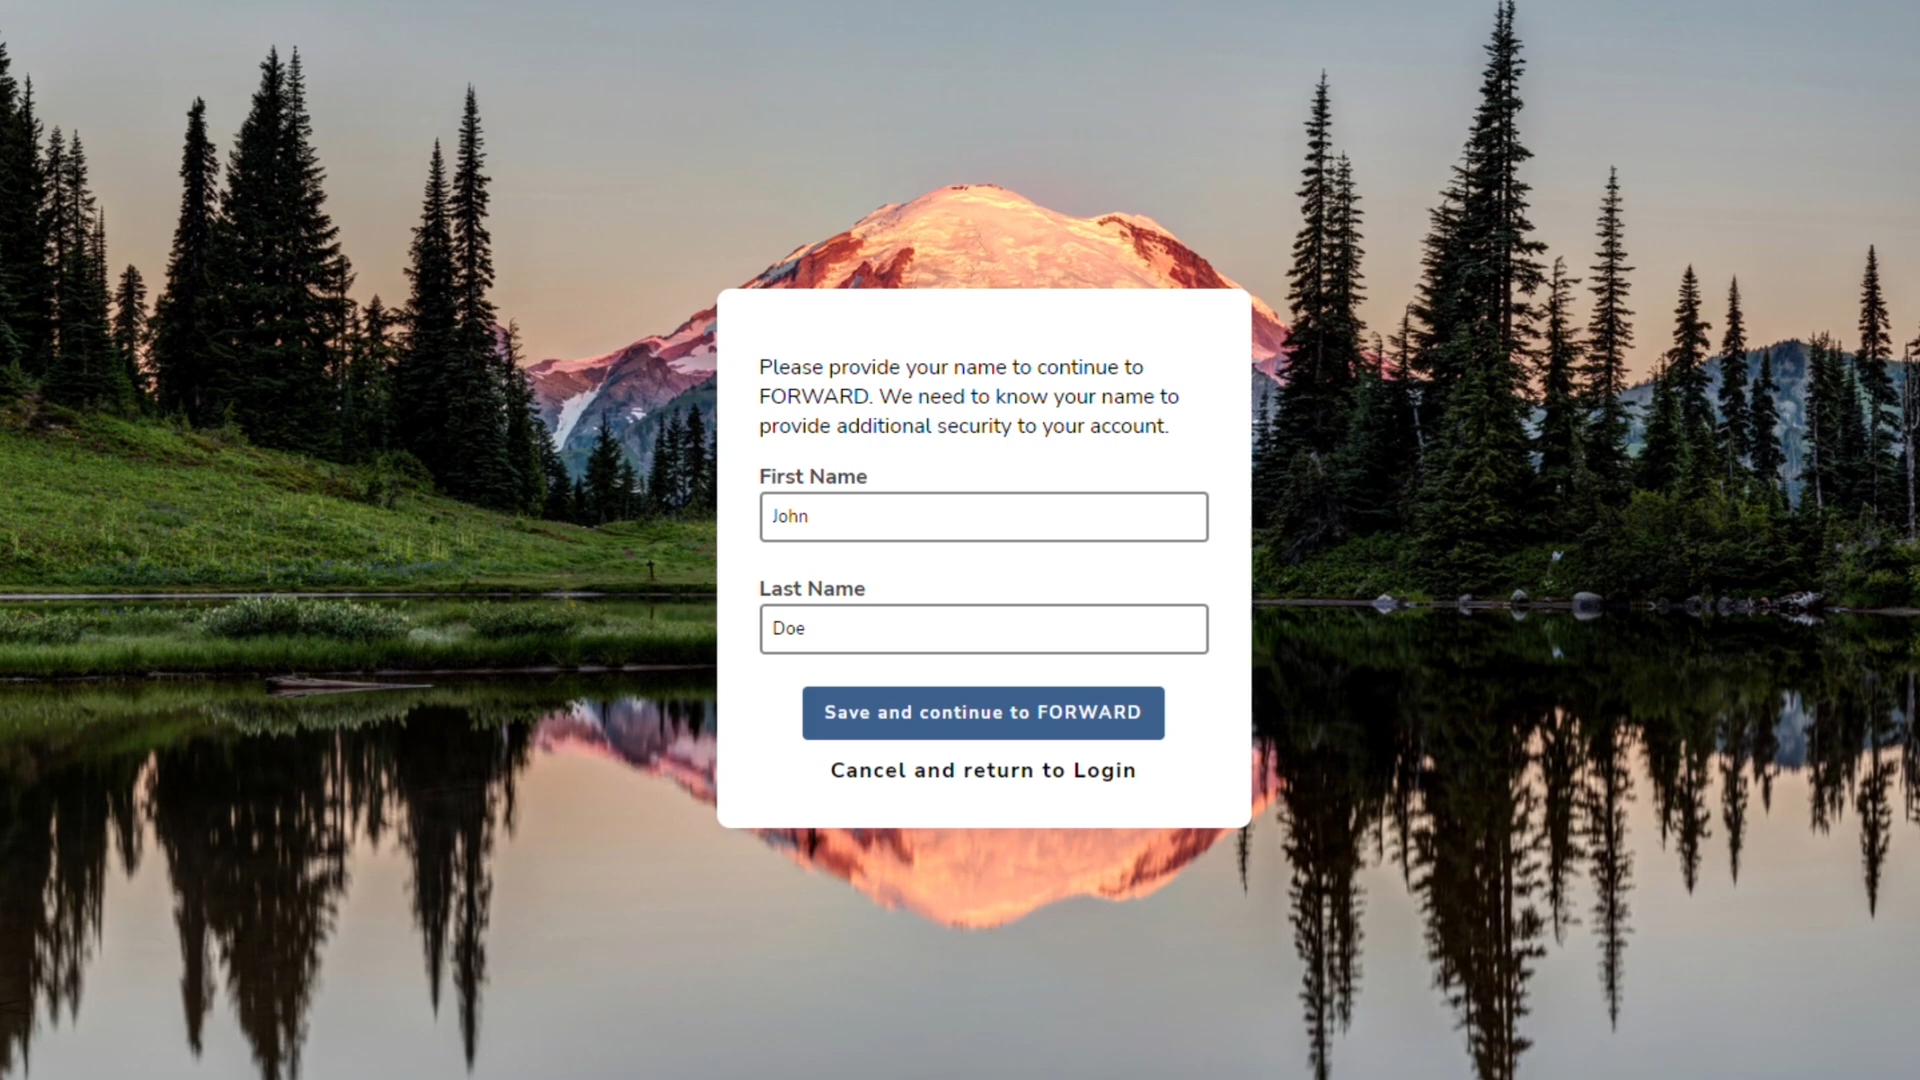 Please provide your name to continue to
FORWARD. We need to know your name to
provide additional security to your account.
First Name
John
Last Name
Doe
Save and continue to FORWARD
Cancel and return to Login